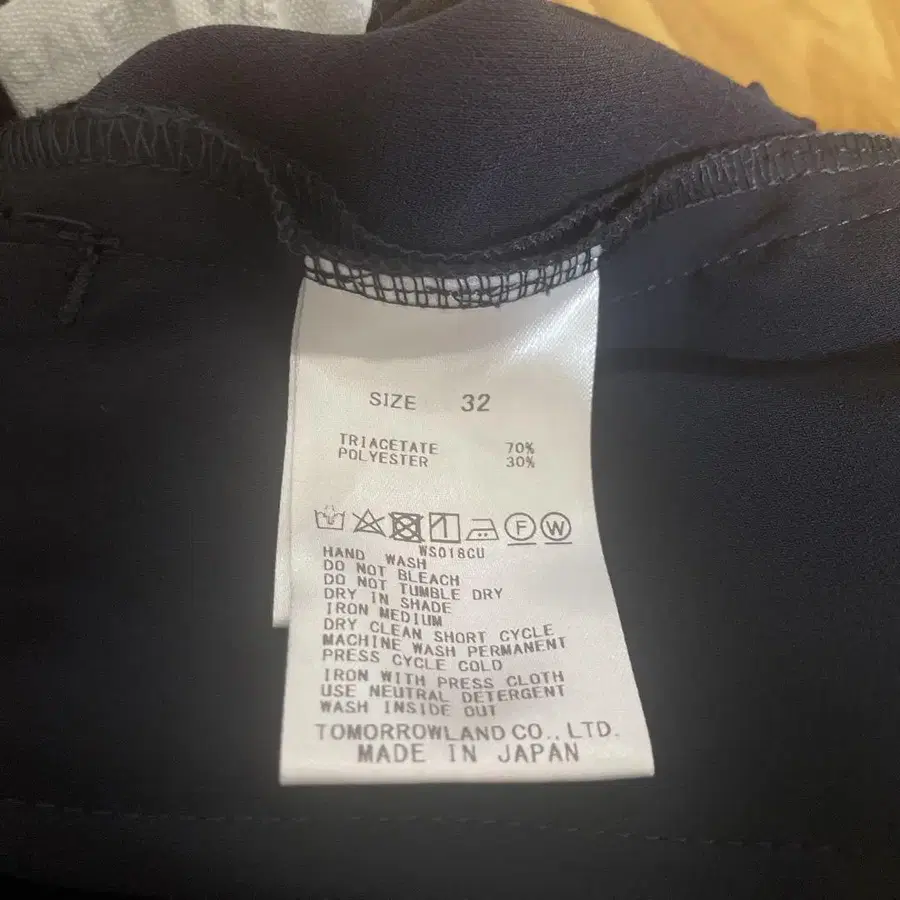 SIZE 32
TRIACETATE 70%
POLYESTER 30%
F W
WS018CU
HAND WASH
DO NOT BLEACH
DO NOT TUMBLE DRY
DRY IN SHADE
IRON MEDIUM
DRY CLEAN SHORT CYCLE
MACHINE WASH PERMANENT
PRESS CYCLE COLD
IRON WITH PRESS CLOTH
USE NEUTRAL DETERGENT
WASH INSIDE OUT
TOMORROWLAND CO., LTD.
MADE IN JAPAN